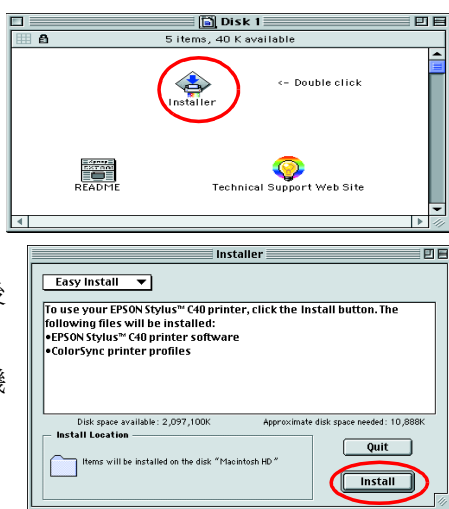 Disk 1
5 items, 40 K available
<- Double click
Installer
README
Technical Support Web Site
Installer
Easy Install
To use your EPSON Stylus™ C40 printer, click the Install button. The
following files will be installed:
•EPSON Stylus™ C40 printer software
•ColorSync printer profiles
Disk space available: 2,097,100K
Approximate disk space needed: 10,888K
Install Location
Items will be installed on the disk "Macintosh HD"
Quit
Install